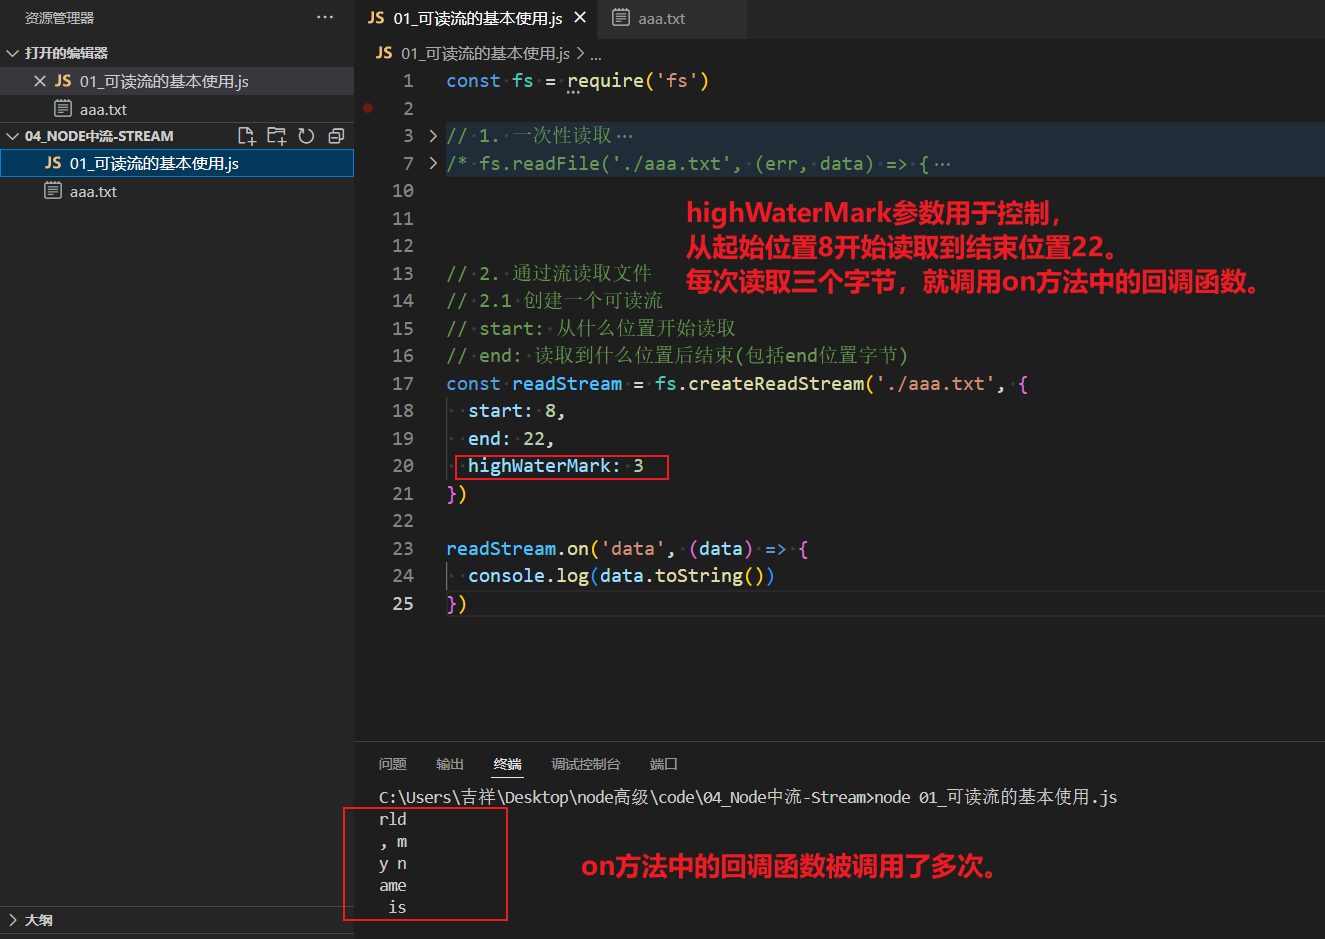 资源管理器
打开的编辑器
JS 01_可读流的基本使用.js
aaa.txt
04_NODE中流-STREAM
JS 01_可读流的基本使用.js
aaa.txt
大纲
JS 01_可读流的基本使用.js
aaa.txt
JS 01_可读流的基本使用.js > ...
1 const fs = require('fs')
2
3 // 1. 一次性读取 ···
7 /* fs.readFile('./aaa.txt', (err, data) => { ···
10
11
12
13 // 2. 通过流读取文件
14 // 2.1 创建一个可读流
15 // start: 从什么位置开始读取
16 // end: 读取到什么位置后结束(包括end位置字节)
17 const readStream = fs.createReadStream('./aaa.txt', {
18 start: 8,
19 end: 22,
20 highWaterMark: 3
21 })
22
23 readStream.on('data', (data) => {
24 console.log(data.toString())
25 })
highWaterMark参数用于控制，
从起始位置8开始读取到结束位置22。
每次读取三个字节，就调用on方法中的回调函数。
问题 输出 终端 调试控制台 端口
C:\Users\吉祥\Desktop\node高级\code\04_Node中流-Stream>node 01_可读流的基本使用.js
rld
, m
y n
ame
 is
on方法中的回调函数被调用了多次。